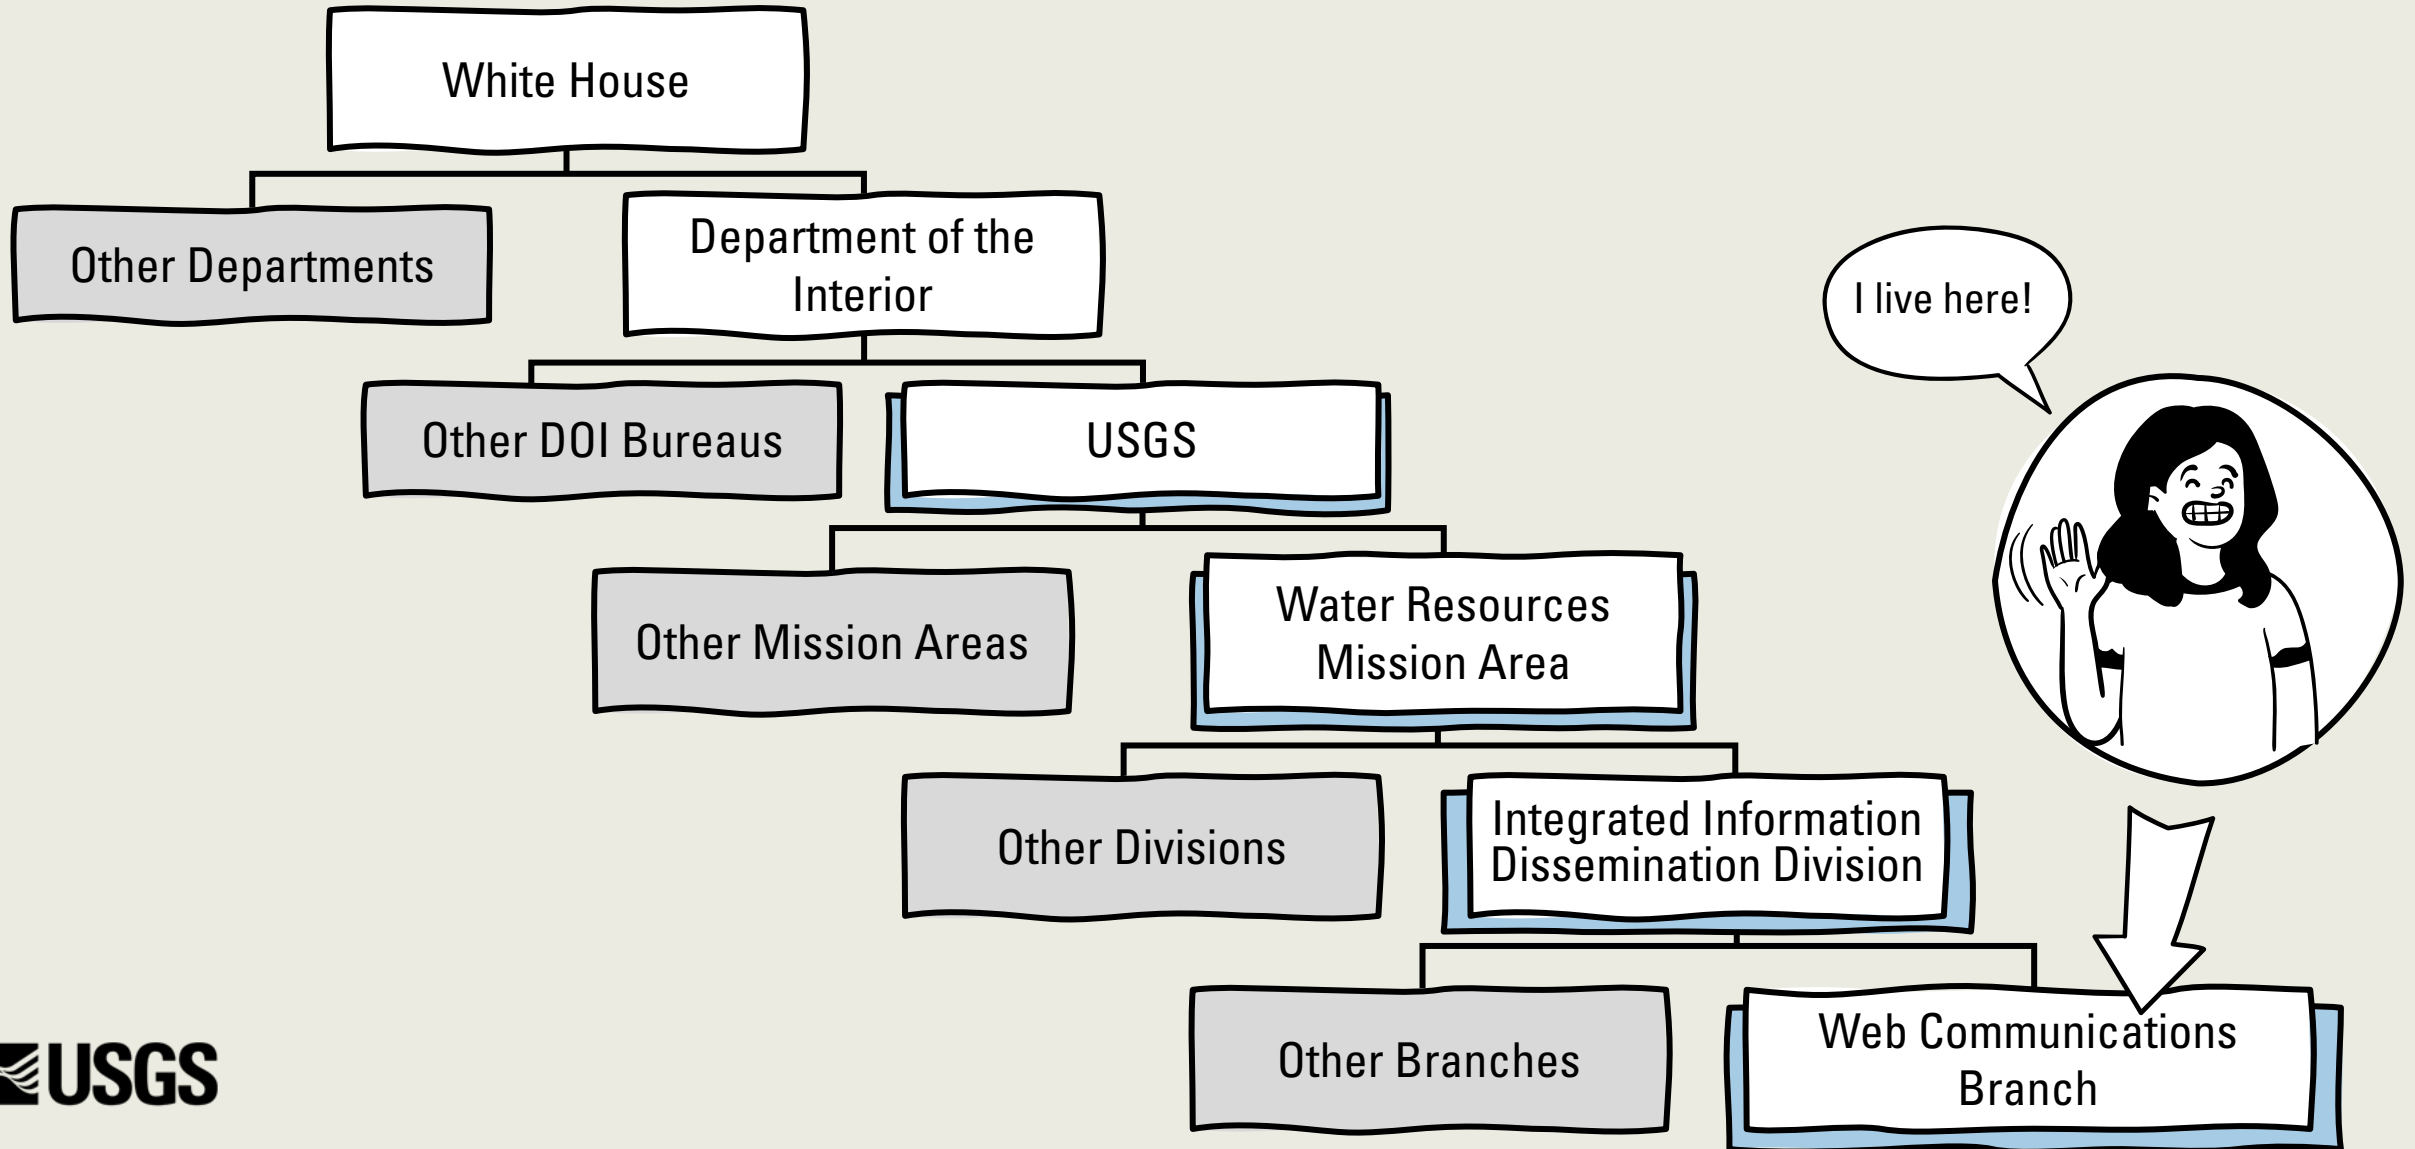 White House
Other Departments
Department of the
Interior
I live here!
Other DOI Bureaus
USGS
Other Mission Areas
Water Resources
Mission Area
Other Divisions
Integrated Information
Dissemination Division
Other Branches
Web Communications
Branch
USGS